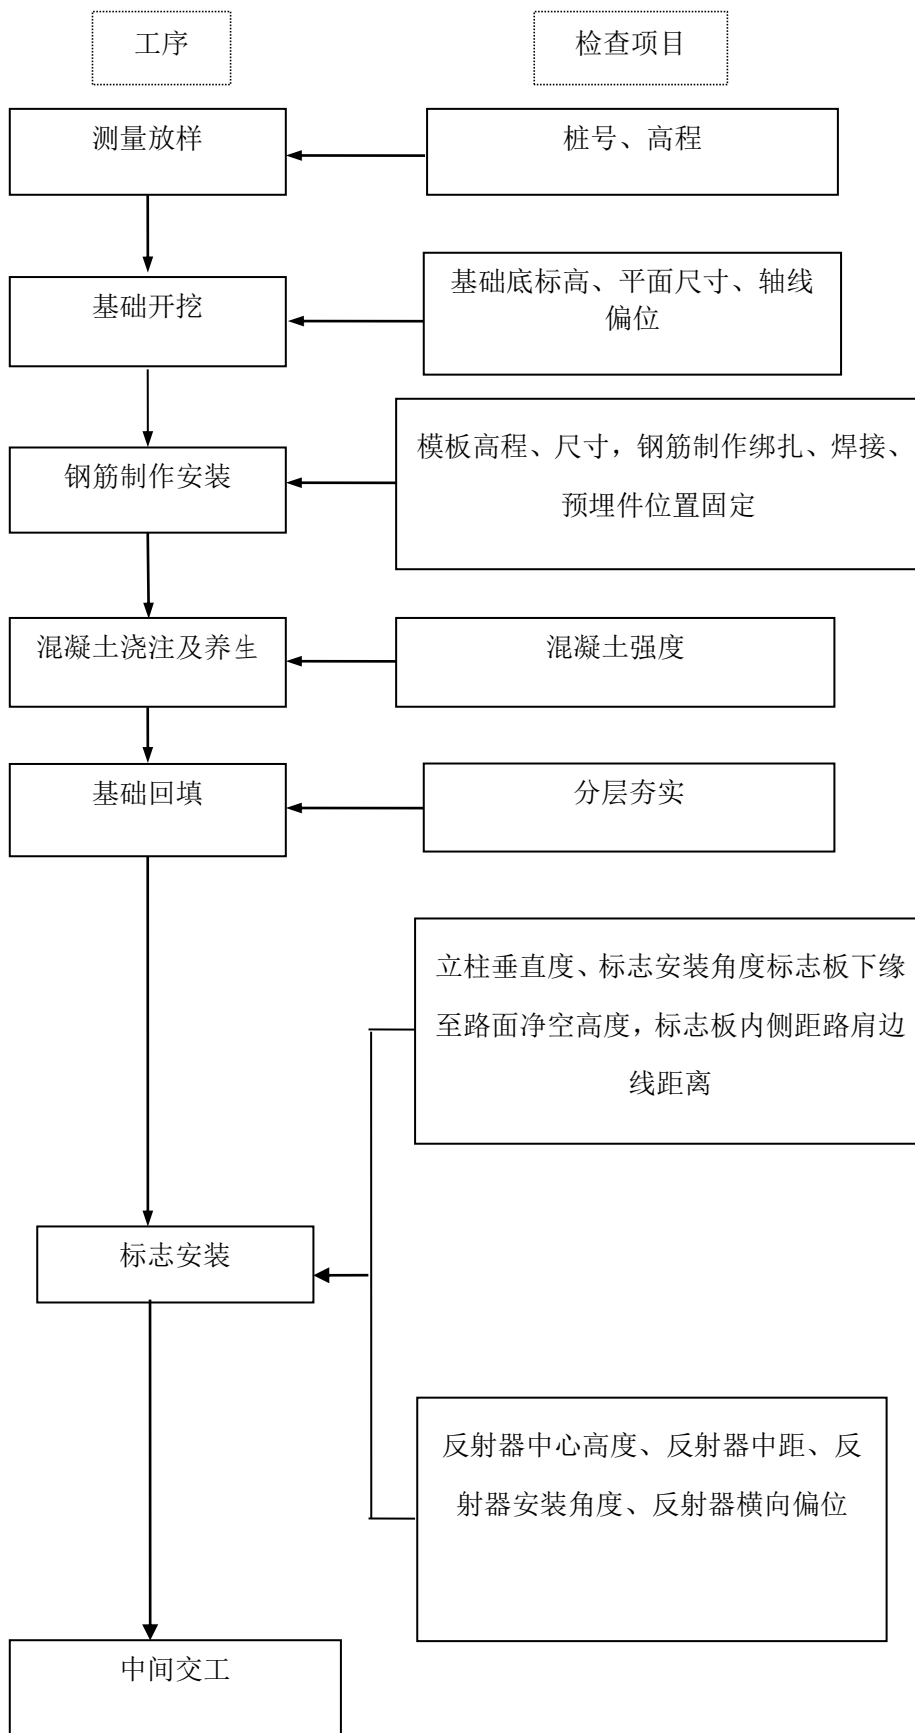 工序
检查项目
测量放样
桩号、高程
基础开挖
基础底标高、平面尺寸、轴线
偏位
钢筋制作安装
模板高程、尺寸，钢筋制作绑扎、焊接、
预埋件位置固定
混凝土浇注及养生
混凝土强度
基础回填
分层夯实
立柱垂直度、标志安装角度标志板下缘
至路面净空高度，标志板内侧距路肩边
线距离
标志安装
反射器中心高度、反射器中距、反
射器安装角度、反射器横向偏位
中间交工